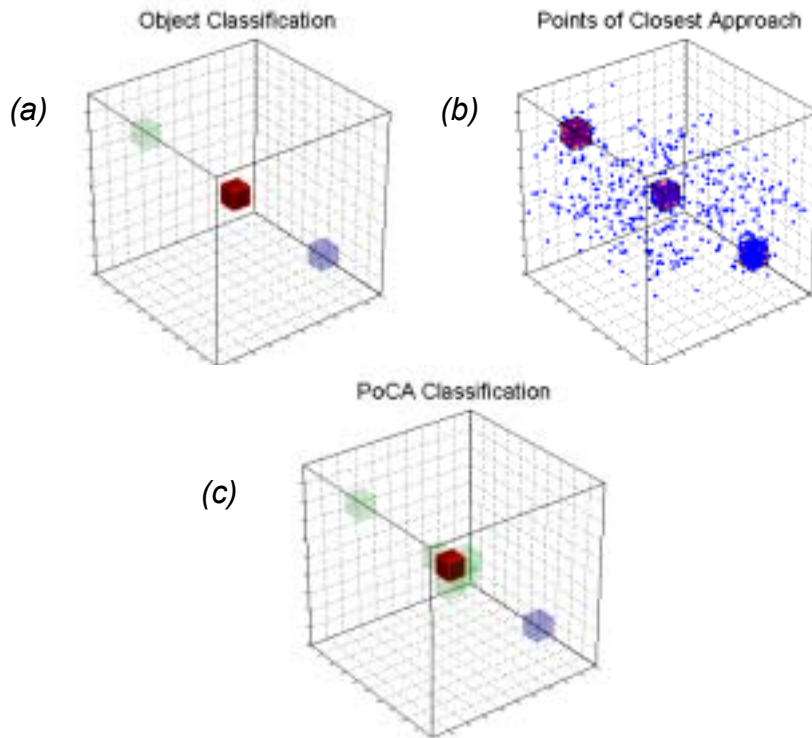 Object Classification
Points of Closest Approach
(a)
(b)
PoCA Classification
(c)